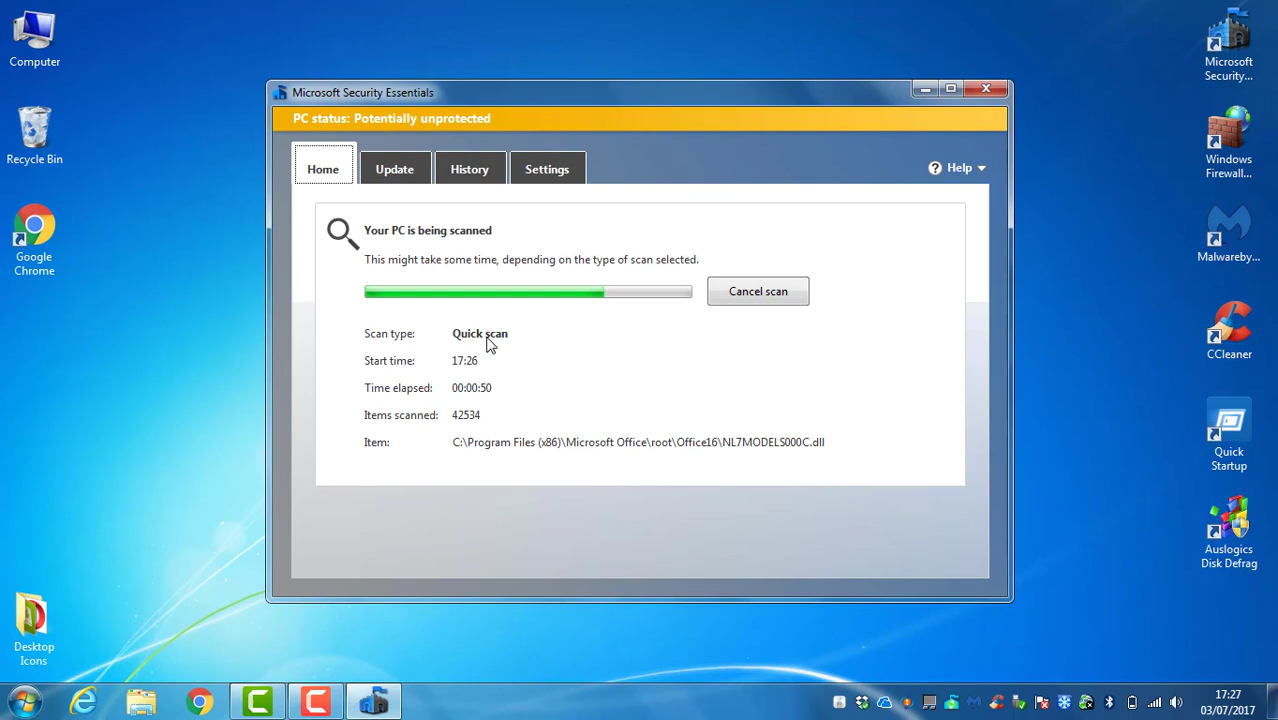 Computer
Recycle Bin
Google
Chrome
Desktop
Icons
Microsoft Security Essentials
PC status: Potentially unprotected
Home
Update
History
Settings
Help
Your PC is being scanned
This might take some time, depending on the type of scan selected.
Cancel scan
Scan type: Quick scan
Start time: 17:26
Time elapsed: 00:00:50
Items scanned: 42534
Item: C:\Program Files (x86)\Microsoft Office\root\Office16\NL7MODELS000C.dll
Microsoft
Security...
Windows
Firewall...
Malwareby...
CCleaner
Quick
Startup
Auslogics
Disk Defrag
17:27
03/07/2017